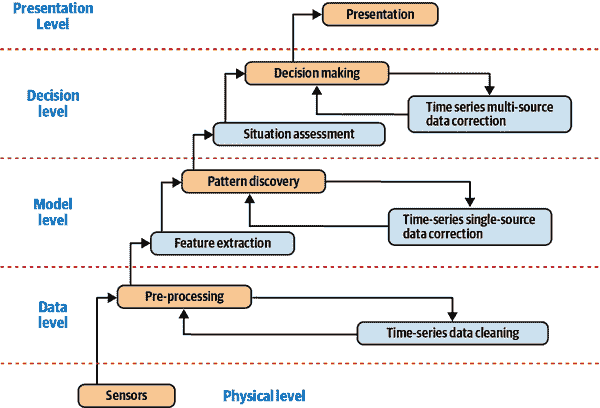 Presentation
Level
Presentation
Decision
level
Decision making
Time series multi-source
data correction
Situation assessment
Model
level
Pattern discovery
Time-series single-source
data correction
Feature extraction
Data
level
Pre-processing
Time-series data cleaning
Sensors
Physical level